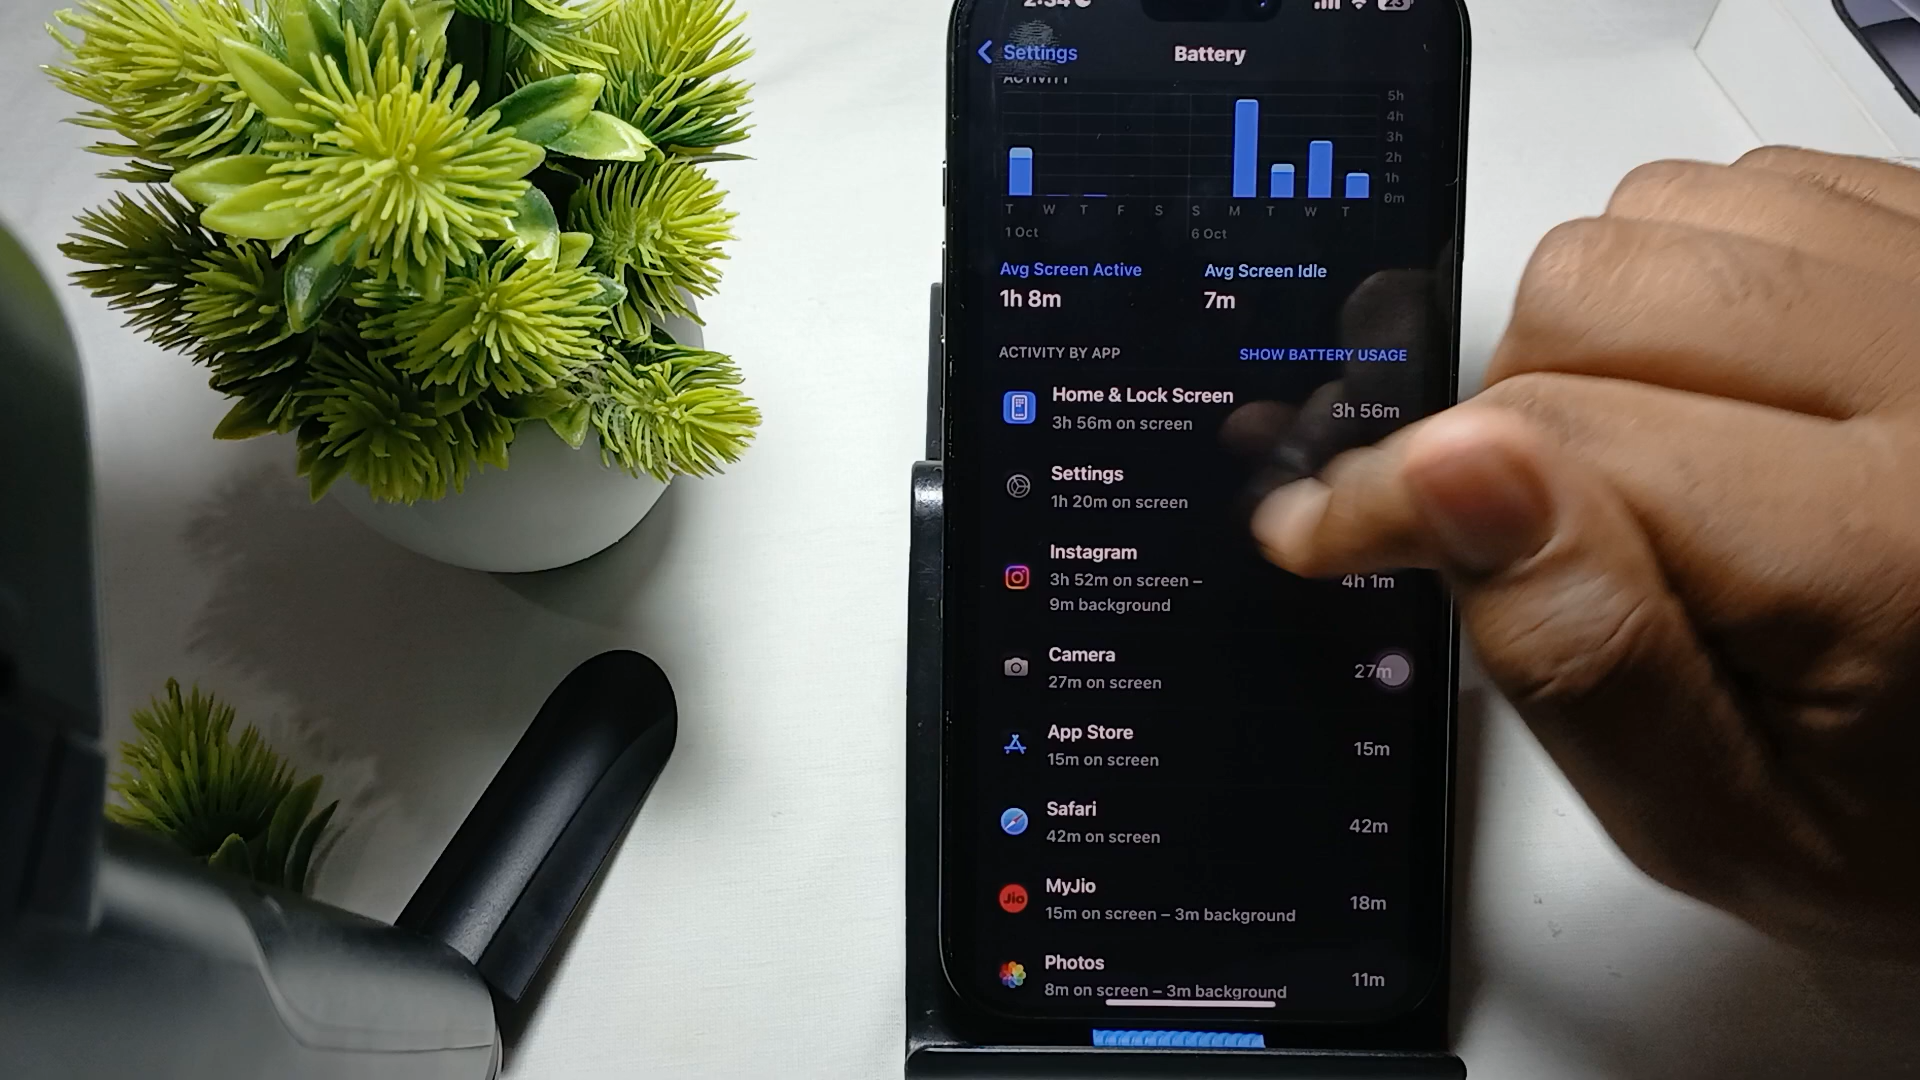 2:34 23
Settings Battery
ACTIVITY
5h
4h
3h
2h
1h
0m
T W T F S S M T W T
1 Oct 6 Oct
Avg Screen Active Avg Screen Idle
1h 8m 7m
ACTIVITY BY APP SHOW BATTERY USAGE
Home & Lock Screen
3h 56m on screen 3h 56m
Settings
1h 20m on screen
Instagram
3h 52m on screen – 4h 1m
9m background
Camera
27m on screen 27m
App Store
15m on screen 15m
Safari
42m on screen 42m
Jio MyJio
15m on screen – 3m background 18m
Photos
8m on screen – 3m background 11m